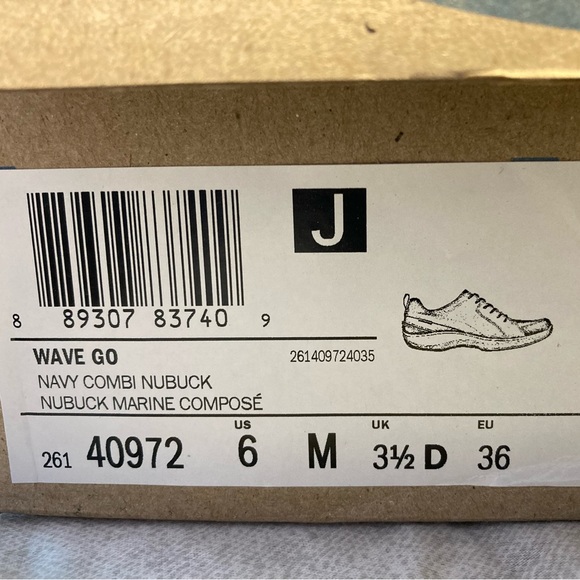 J
8 89307 83740 9
WAVE GO
261409724035
NAVY COMBI NUBUCK
NUBUCK MARINE COMPOSÉ
US UK EU
261 40972 6 M 3½ D 36